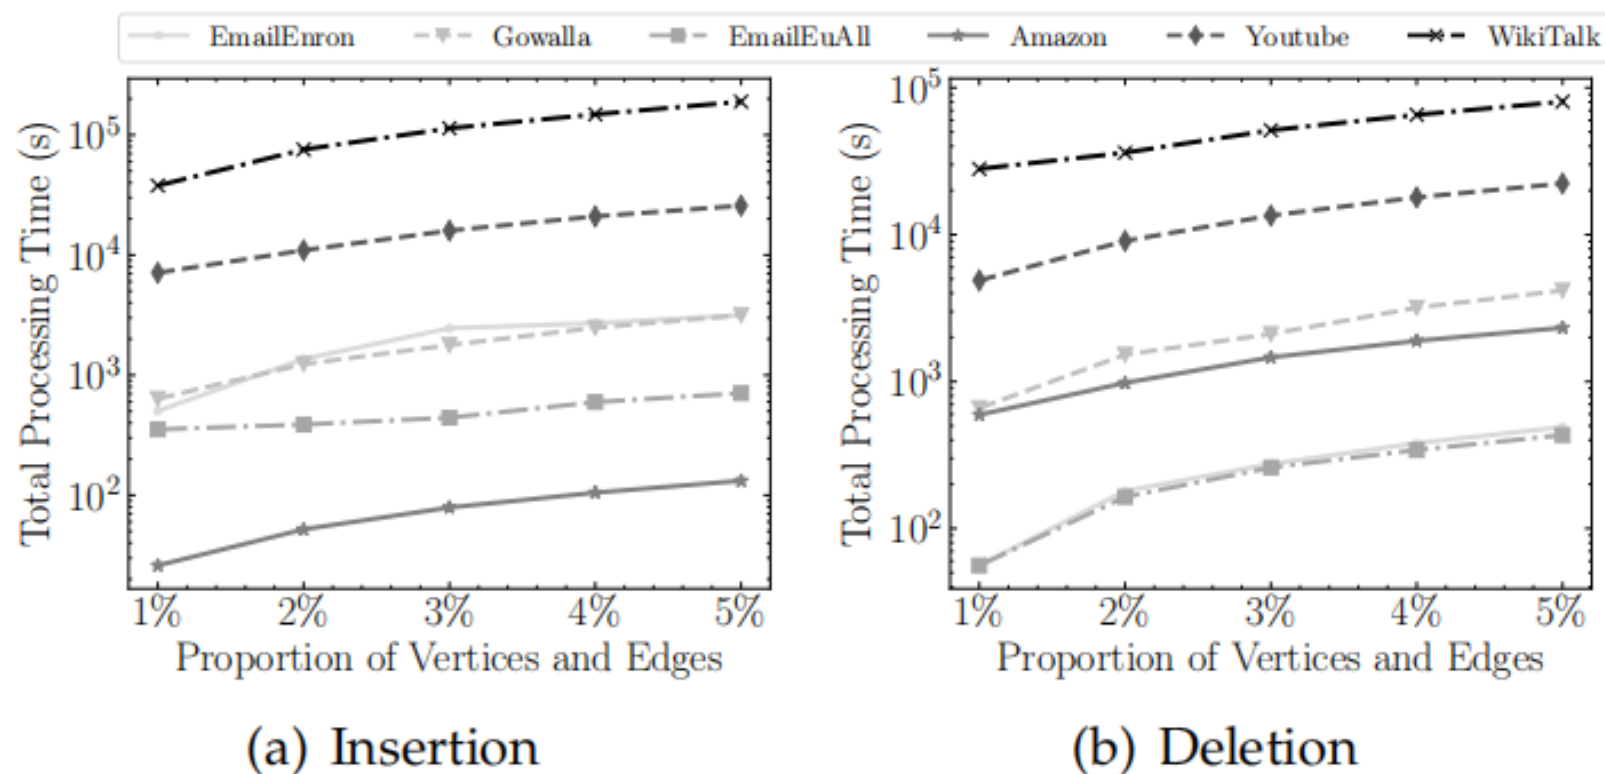 EmailEnron Gowalla EmailEuAll Amazon Youtube WikiTalk
Total Processing Time (s)
10^5
10^4
10^3
10^2
1% 2% 3% 4% 5%
Proportion of Vertices and Edges
(a) Insertion
Total Processing Time (s)
10^5
10^4
10^3
10^2
1% 2% 3% 4% 5%
Proportion of Vertices and Edges
(b) Deletion